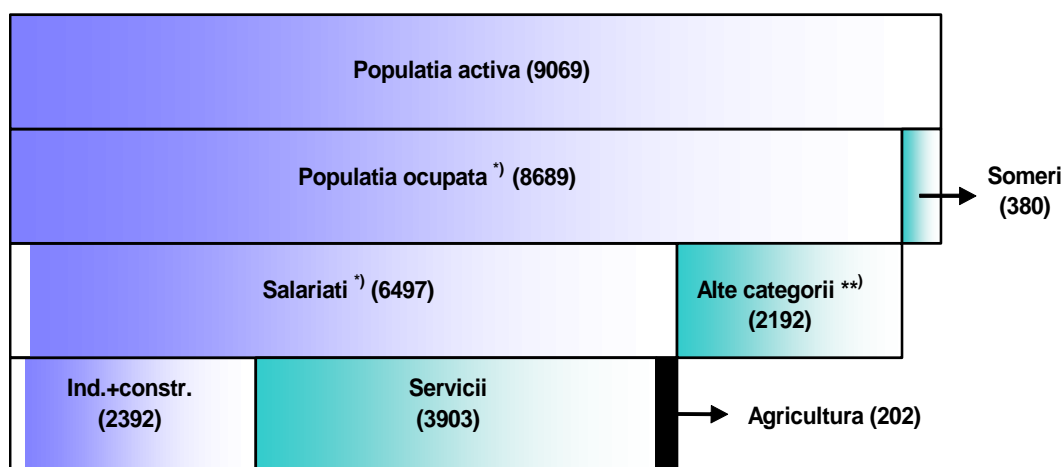 Populatia activa (9069)
Populatia ocupata *) (8689)
Someri
(380)
Salariati *) (6497)
Alte categorii **)
(2192)
Ind.+constr.
(2392)
Servicii
(3903)
Agricultura (202)